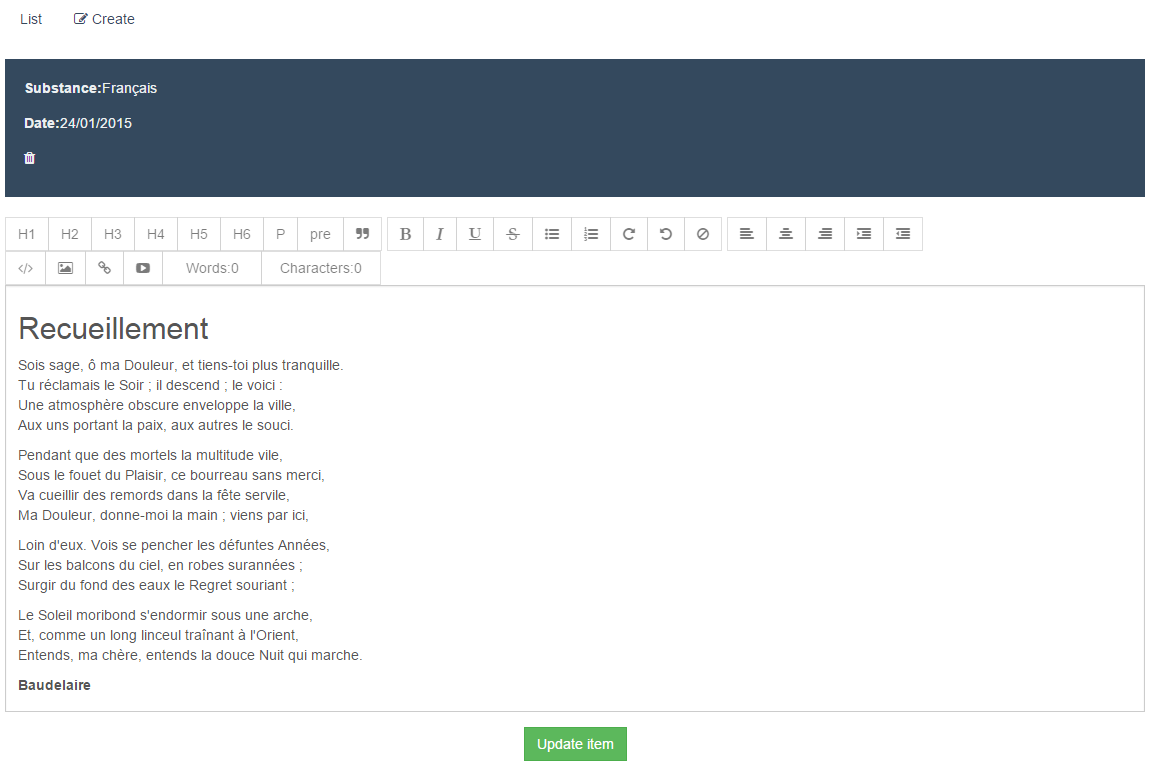 List Create
Substance:Français
Date:24/01/2015
H1 H2 H3 H4 H5 H6 P pre B I U S
Words:0 Characters:0
Recueillement
Sois sage, ô ma Douleur, et tiens-toi plus tranquille.
Tu réclamais le Soir ; il descend ; le voici :
Une atmosphère obscure enveloppe la ville,
Aux uns portant la paix, aux autres le souci.
Pendant que des mortels la multitude vile,
Sous le fouet du Plaisir, ce bourreau sans merci,
Va cueillir des remords dans la fête servile,
Ma Douleur, donne-moi la main ; viens par ici,
Loin d'eux. Vois se pencher les défuntes Années,
Sur les balcons du ciel, en robes surannées ;
Surgir du fond des eaux le Regret souriant ;
Le Soleil moribond s'endormir sous une arche,
Et, comme un long linceul traînant à l'Orient,
Entends, ma chère, entends la douce Nuit qui marche.
Baudelaire
Update item